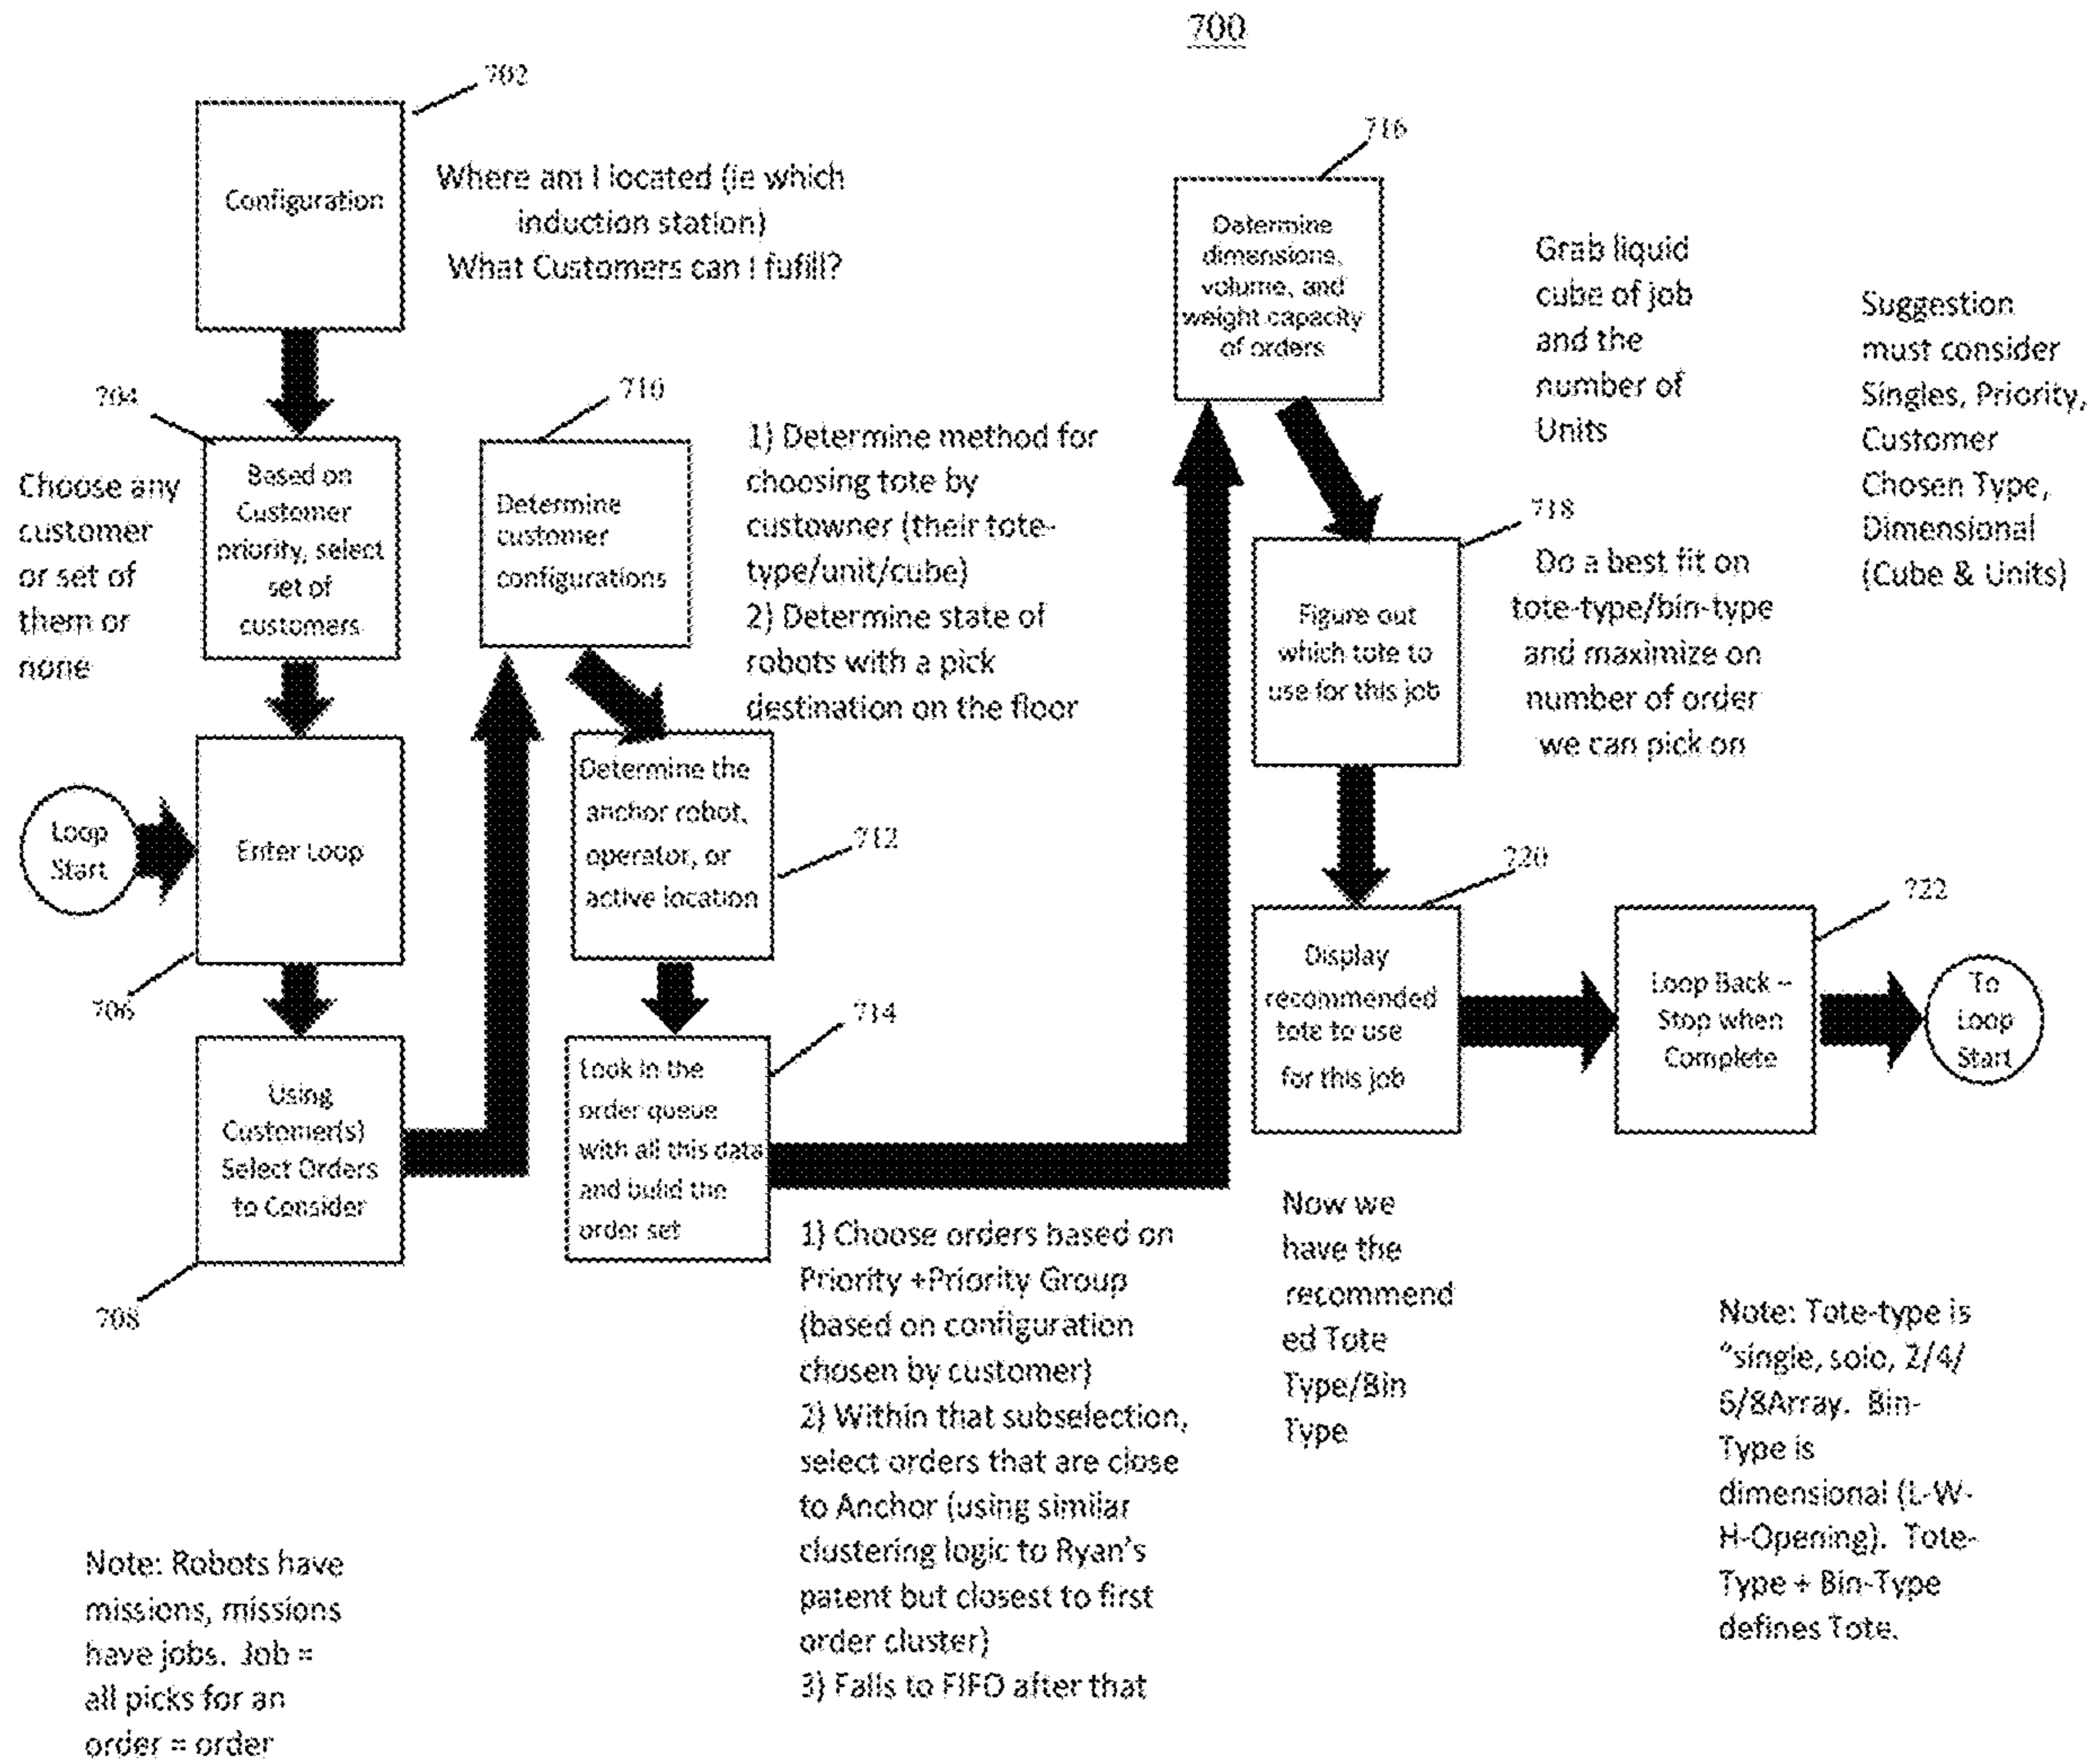 700
702
Configuration
Where am I located (ie which
induction station)
What Customers can I fufill?
704
Choose any
customer
or set of
them or
none
Based on
Customer
priority, select
set of
customers
Loop
Start
Enter Loop
706
Using
Customer(s)
Select Orders
to Consider
708
710
Determine
customer
configurations
1) Determine method for
choosing tote by
custowner (their tote-
type/unit/cube)
2) Determine state of
robots with a pick
destination on the floor
Determine the
anchor robot,
operator, or
active location
712
714
Look in the
order queue
with all this data
and build the
order set
1) Choose orders based on
Priority +Priority Group
(based on configuration
chosen by customer)
2) Within that subselection,
select orders that are close
to Anchor (using similar
clustering logic to Ryan's
patent but closest to first
order cluster)
3) Falls to FIFO after that
716
Determine
dimensions,
volume, and
weight capacity
of orders
Grab liquid
cube of job
and the
number of
Units
Suggestion
must consider
Singles, Priority,
Customer
Chosen Type,
Dimensional
(Cube & Units)
718
Figure out
which tote to
use for this job
Do a best fit on
tote-type/bin-type
and maximize on
number of order
we can pick on
720
Display
recommended
tote to use
for this job
722
Loop Back –
Stop when
Complete
To
Loop
Start
Now we
have the
recommend
ed Tote
Type/Bin
Type
Note: Tote-type is
"single, solo, 2/4/
6/8Array. Bin-
Type is
dimensional (L-W-
H-Opening). Tote-
Type + Bin-Type
defines Tote.
Note: Robots have
missions, missions
have jobs. Job =
all picks for an
order = order